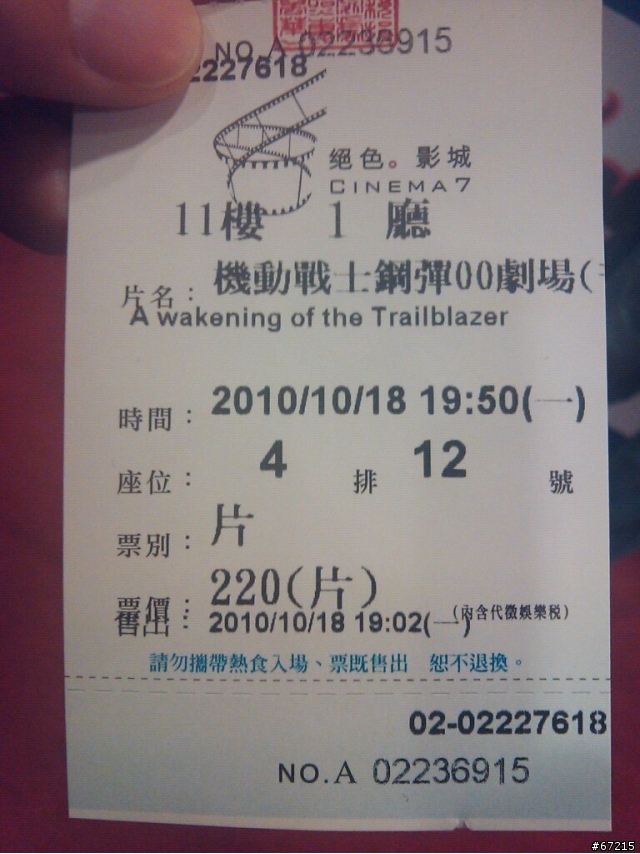 NO.A 02236915
2227618
絕色。影城
CINEMA7
11樓 1 廳
片名： 機動戰士鋼彈00劇場(
Awakening of the Trailblazer
時間： 2010/10/18 19:50(一)
座位： 4 排 12 號
票別： 片
票價： 220(片)
(內含代徵娛樂稅)
售出： 2010/10/18 19:02(一)
請勿攜帶熱食入場、票既售出 恕不退換。
02-02227618
NO.A 02236915
#67215